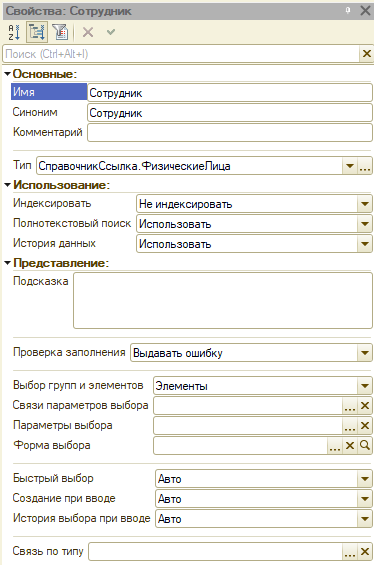 Свойства: Сотрудник
Поиск (Ctrl+Alt+I)
Основные:
Имя Сотрудник
Синоним Сотрудник
Комментарий
Тип СправочникСсылка.ФизическиеЛица
Использование:
Индексировать Не индексировать
Полнотекстовый поиск Использовать
История данных Использовать
Представление:
Подсказка
Проверка заполнения Выдавать ошибку
Выбор групп и элементов Элементы
Связи параметров выбора
Параметры выбора
Форма выбора
Быстрый выбор Авто
Создание при вводе Авто
История выбора при вводе Авто
Связь по типу